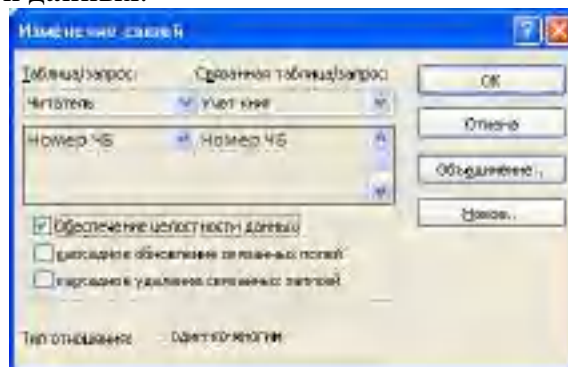 и данных.
Изменение связей
Таблица/запрос: Связанная таблица/запрос:
Читатель Учет книг
Номер ЧБ Номер ЧБ
Обеспечение целостности данных
каскадное обновление связанных полей
каскадное удаление связанных записей
Тип отношения: один-ко-многим
ОК
Отмена
Объединение..
Новое..